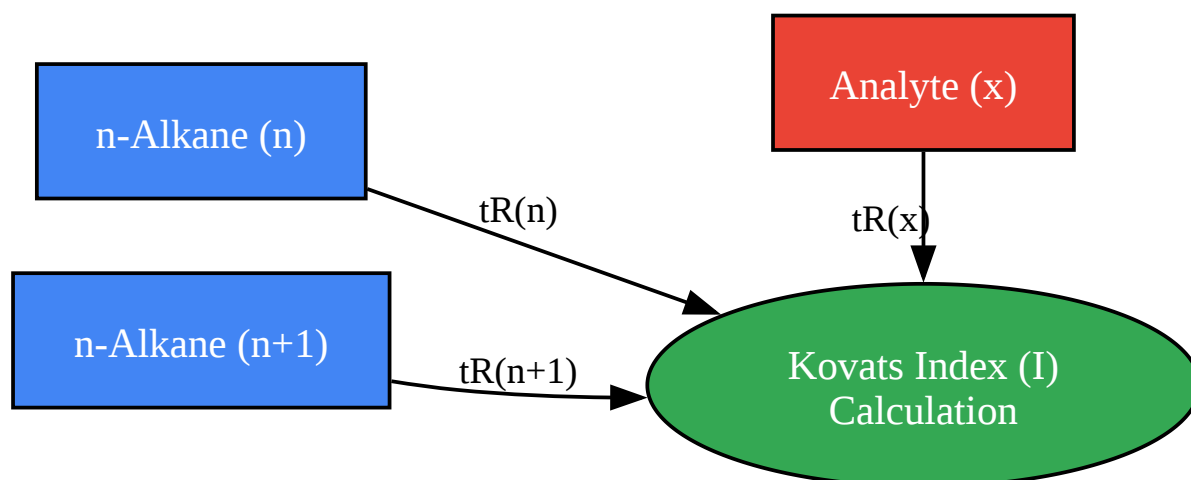 Analyte (x)
n-Alkane (n)
tR(n)
tR(x)
n-Alkane (n+1)
tR(n+1)
Kovats Index (I)
Calculation